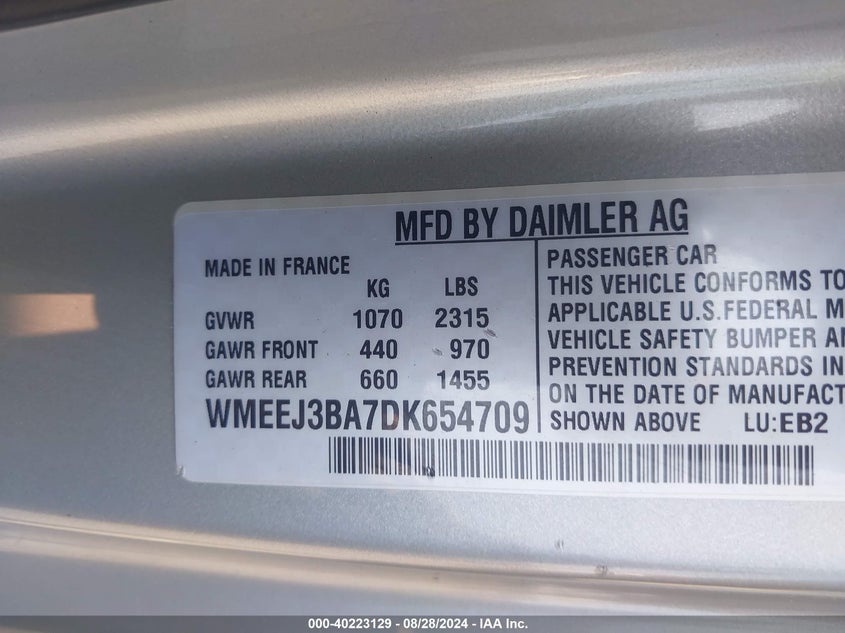 MFD BY DAIMLER AG
MADE IN FRANCE
KG LBS
GVWR 1070 2315
GAWR FRONT 440 970
GAWR REAR 660 1455
WMEEJ3BA7DK654709
PASSENGER CAR
THIS VEHICLE CONFORMS TO
APPLICABLE U.S.FEDERAL M
VEHICLE SAFETY BUMPER AN
PREVENTION STANDARDS IN
ON THE DATE OF MANUFACT
SHOWN ABOVE LU:EB2
000-40223129 - 08/28/2024 - IAA Inc.